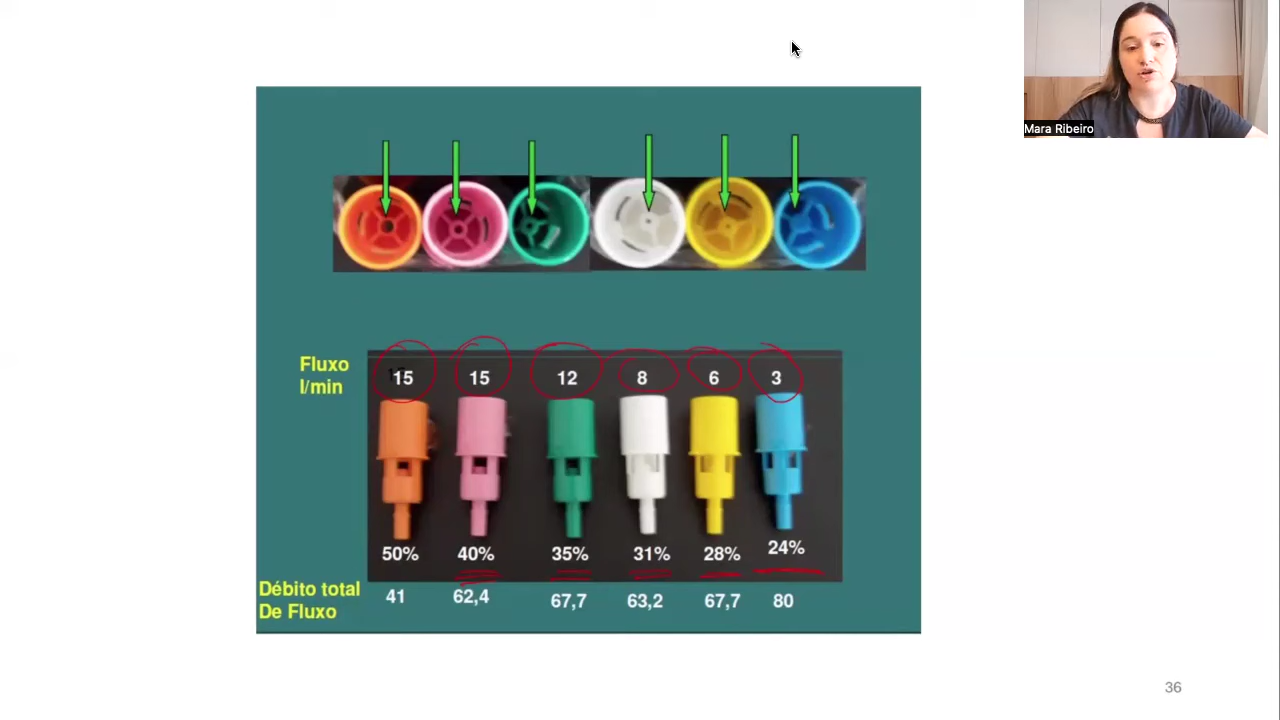 Mara Ribeiro
Fluxo
l/min
15 15 12 8 6 3
50% 40% 35% 31% 28% 24%
Débito total
De Fluxo
41 62,4 67,7 63,2 67,7 80
36